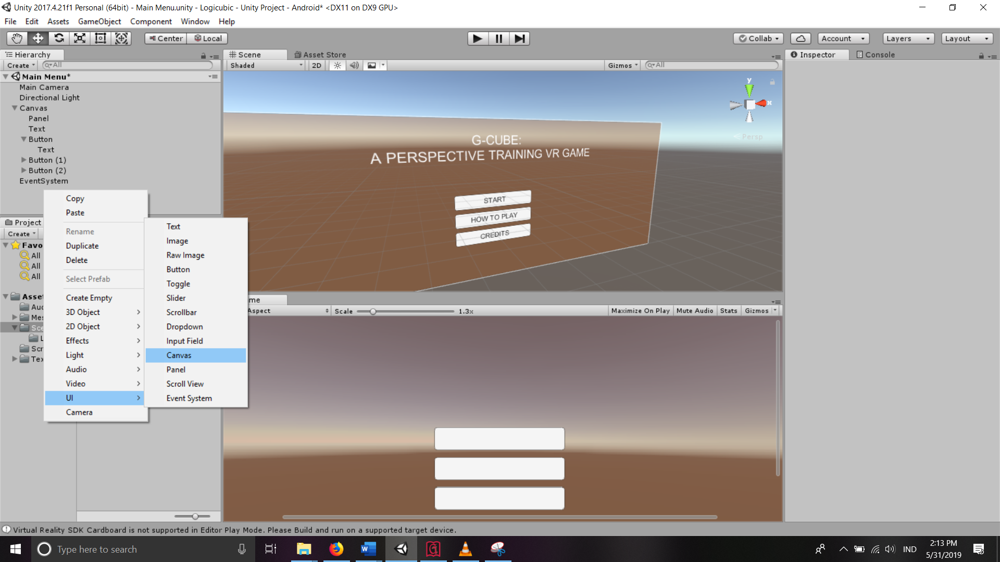 Unity 2017.4.21f1 Personal (64bit) - Main Menu.unity - Logicubic - Unity Project - Android* <DX11 on DX9 GPU>
File Edit Assets GameObject Component Window Help
Center Local Collab Account Layers Layout
Hierarchy
Create All
Main Menu*
Main Camera
Directional Light
Canvas
Panel
Text
Button
Text
Button (1)
Button (2)
EventSystem
Copy
Paste
Rename
Duplicate
Delete
Select Prefab
Create Empty
3D Object
2D Object
Effects
Light
Audio
Video
UI
Camera
Text
Image
Raw Image
Button
Toggle
Slider
Scrollbar
Dropdown
Input Field
Canvas
Panel
Scroll View
Event System
Project
Create
Favo
All
All
All
Asse
Auc
Mes
Sce
L
Scr
Tex
Scene Asset Store
Shaded 2D Gizmos All
y
x
Persp
G-CUBE:
A PERSPECTIVE TRAINING VR GAME
START
HOW TO PLAY
CREDITS
me
Aspect Scale 1.3x Maximize On Play Mute Audio Stats Gizmos
Inspector Console
Virtual Reality SDK Cardboard is not supported in Editor Play Mode. Please Build and run on a supported target device.
Type here to search
IND
2:13 PM
5/31/2019